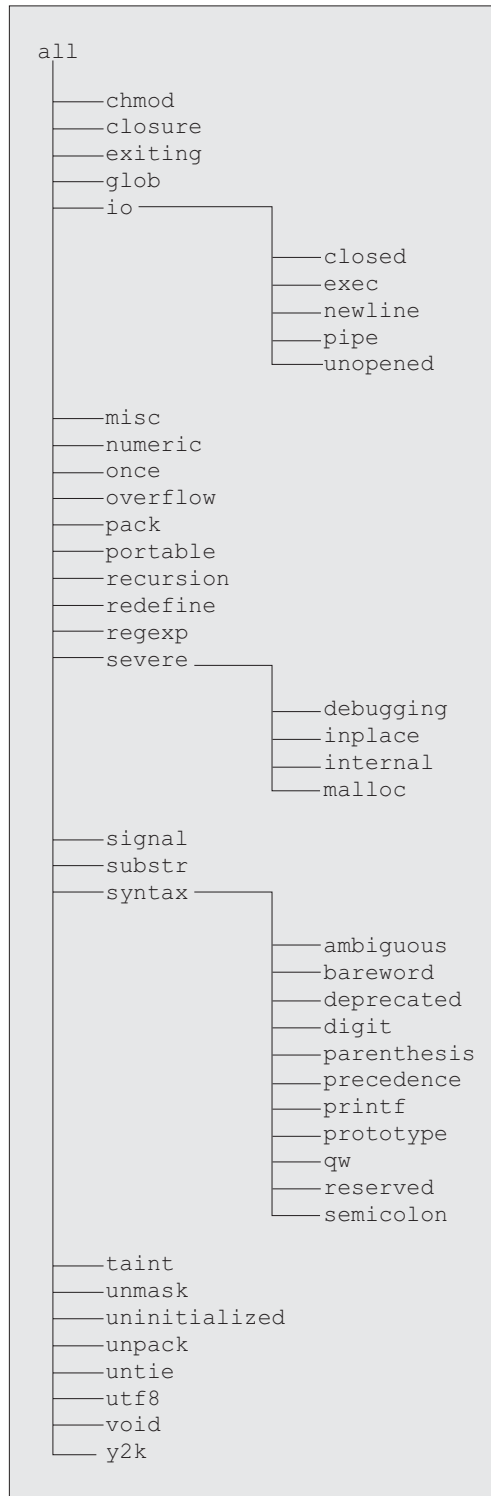 all
chmod
closure
exiting
glob
io
closed
exec
newline
pipe
unopened
misc
numeric
once
overflow
pack
portable
recursion
redefine
regexp
severe
debugging
inplace
internal
malloc
signal
substr
syntax
ambiguous
bareword
deprecated
digit
parenthesis
precedence
printf
prototype
qw
reserved
semicolon
taint
unmask
uninitialized
unpack
untie
utf8
void
y2k